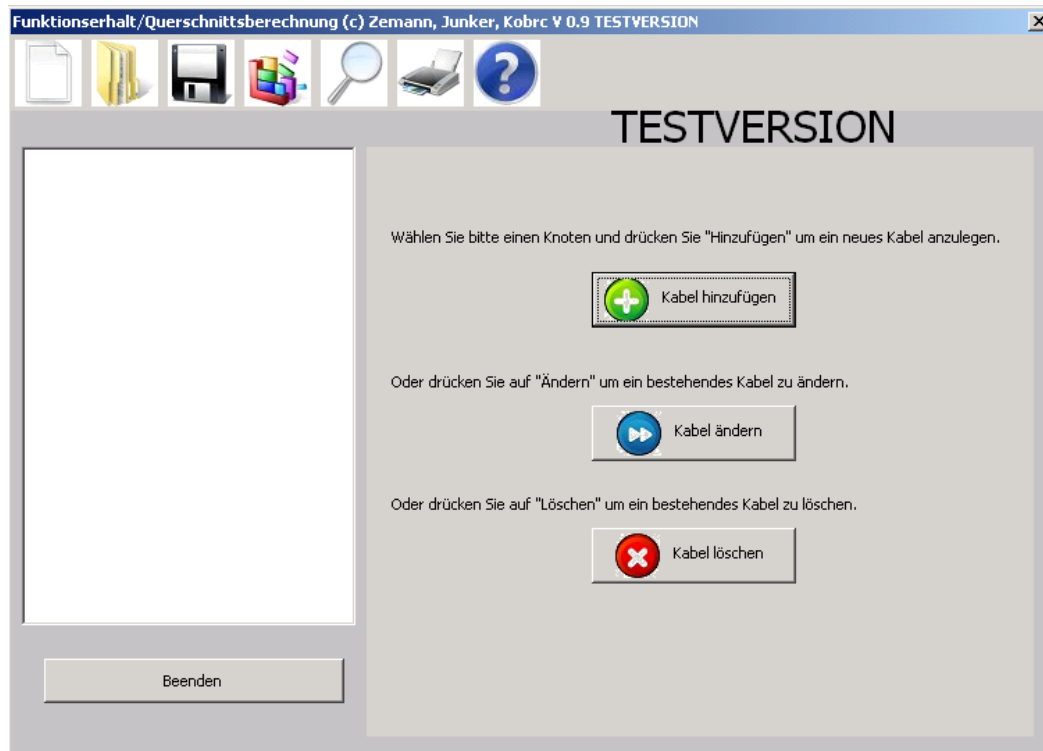 Funktionserhalt/Querschnittsberechnung (c) Zemann, Junker, Kobrc V 0.9 TESTVERSION
TESTVERSION
Wählen Sie bitte einen Knoten und drücken Sie "Hinzufügen" um ein neues Kabel anzulegen.
Kabel hinzufügen
Oder drücken Sie auf "Ändern" um ein bestehendes Kabel zu ändern.
Kabel ändern
Oder drücken Sie auf "Löschen" um ein bestehendes Kabel zu löschen.
Kabel löschen
Beenden